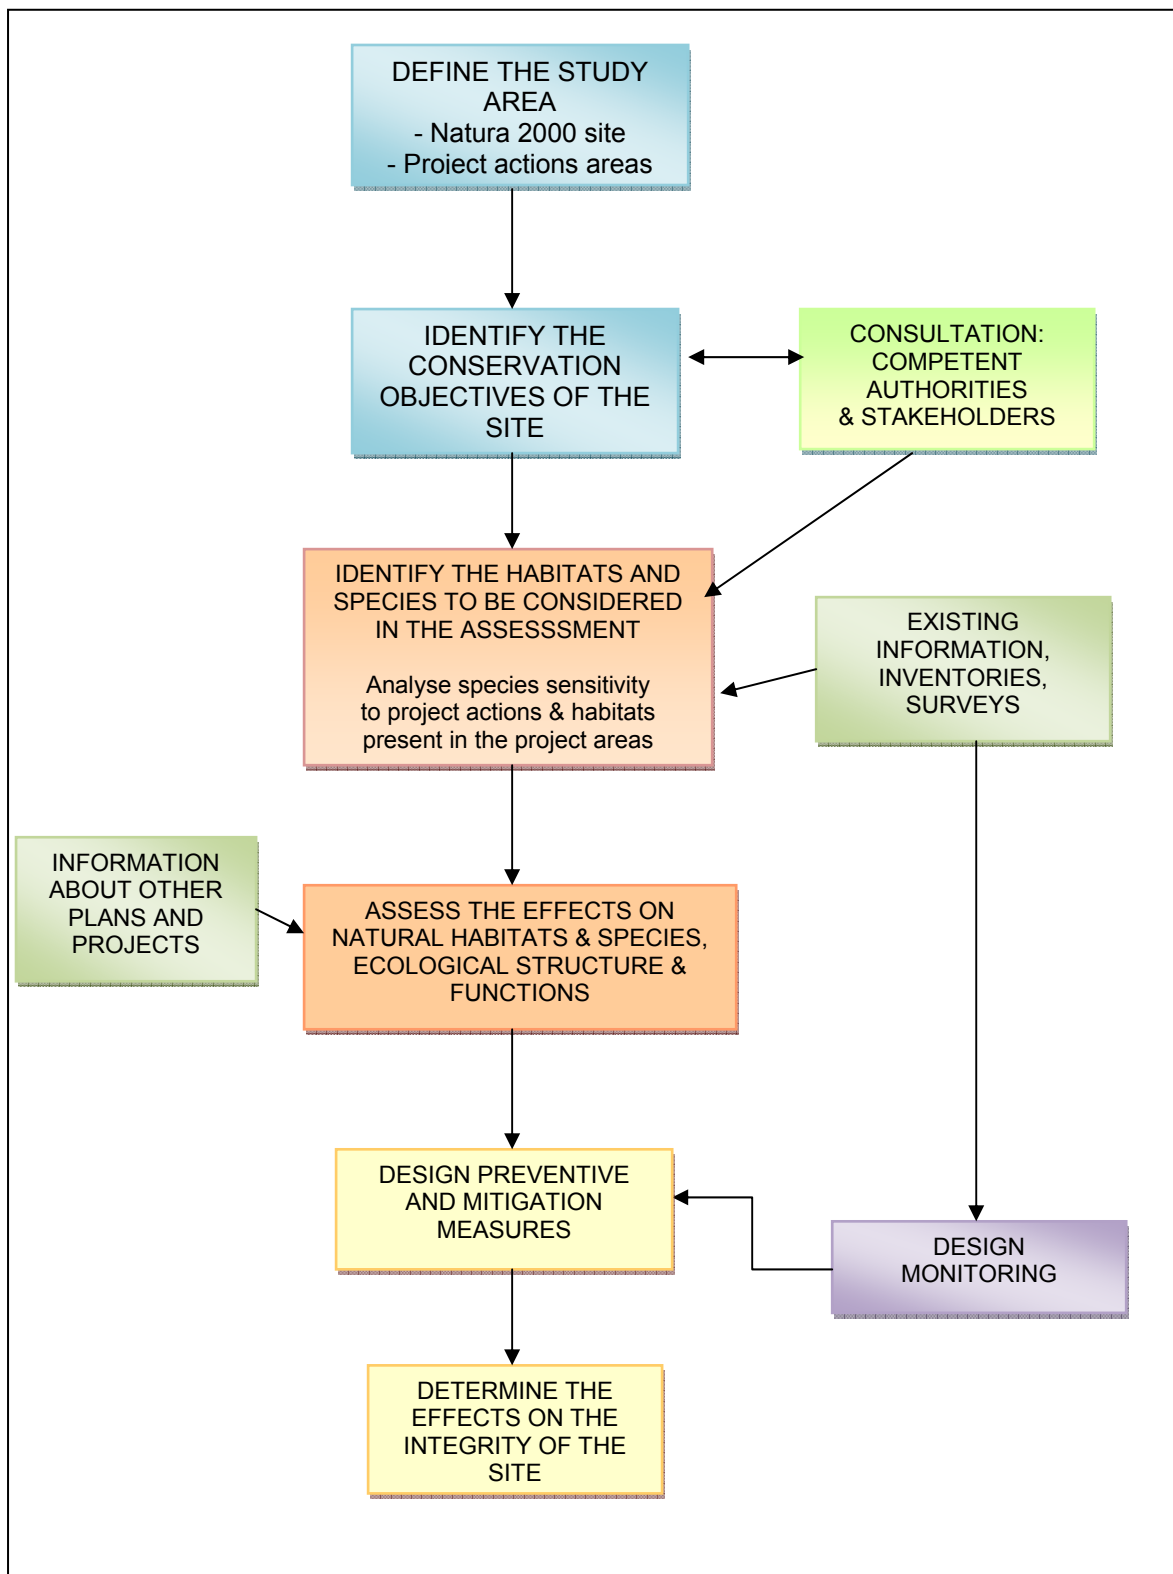 DEFINE THE STUDY
AREA
- Natura 2000 site
- Project actions areas
IDENTIFY THE
CONSERVATION
OBJECTIVES OF THE
SITE
CONSULTATION:
COMPETENT
AUTHORITIES
& STAKEHOLDERS
IDENTIFY THE HABITATS AND
SPECIES TO BE CONSIDERED
IN THE ASSESSSMENT
Analyse species sensitivity
to project actions & habitats
present in the project areas
EXISTING
INFORMATION,
INVENTORIES,
SURVEYS
INFORMATION
ABOUT OTHER
PLANS AND
PROJECTS
ASSESS THE EFFECTS ON
NATURAL HABITATS & SPECIES,
ECOLOGICAL STRUCTURE &
FUNCTIONS
DESIGN PREVENTIVE
AND MITIGATION
MEASURES
DESIGN
MONITORING
DETERMINE THE
EFFECTS ON THE
INTEGRITY OF THE
SITE